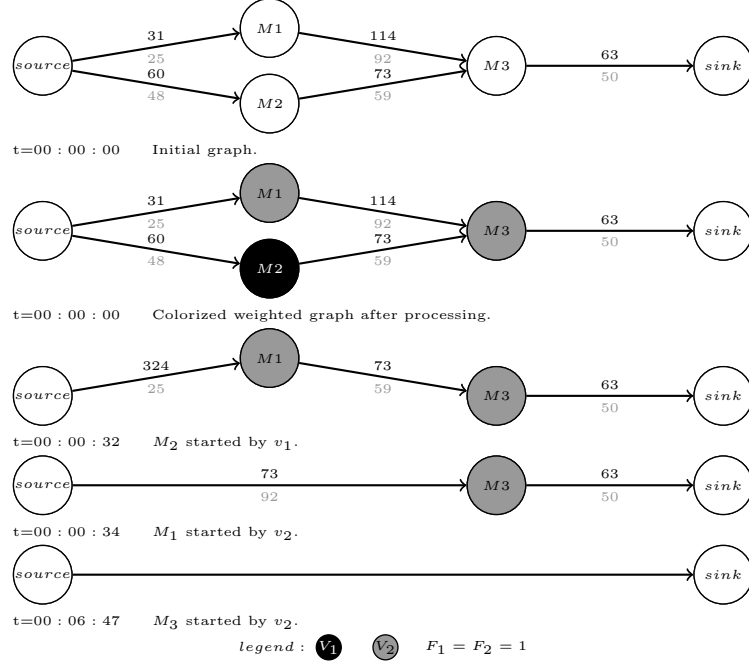 31 M1 114
25 92 63
source M3 sink
60 73 50
48 M2 59
t=00 : 00 : 00 Initial graph.
31 M1 114
25 92 63
source M3 sink
60 73 50
48 M2 59
t=00 : 00 : 00 Colorized weighted graph after processing.
324 M1 73
25 59 63
source M3 sink
50
t=00 : 00 : 32 M2 started by v1.
73 63
source M3 sink
92 50
t=00 : 00 : 34 M1 started by v2.
source sink
t=00 : 06 : 47 M3 started by v2.
legend : V1 V2 F1 = F2 = 1